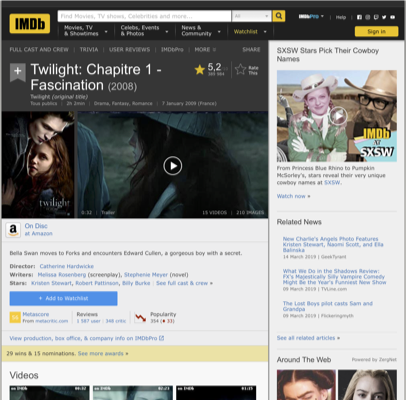 IMDb
Find Movies, TV shows, Celebrities and more...
All
IMDbPro
Help
Movies, TV
& Showtimes
Celebs, Events
& Photos
News &
Community
Watchlist
Sign in
FULL CAST AND CREW | TRIVIA | USER REVIEWS | IMDbPro | MORE
SHARE
Twilight: Chapitre 1 -
Fascination (2008)
Twilight (original title)
Tous publics | 2h 2min | Drama, Fantasy, Romance | 7 January 2009 (France)
5,2
Rate
This
twilight
0:32 | Trailer
15 VIDEOS | 210 IMAGES
On Disc
at Amazon
Bella Swan moves to Forks and encounters Edward Cullen, a gorgeous boy with a secret.
Director: Catherine Hardwicke
Writers: Melissa Rosenberg (screenplay), Stephenie Meyer (novel)
Stars: Kristen Stewart, Robert Pattinson, Billy Burke | See full cast & crew »
+ Add to Watchlist
Metascore
From metacritic.com
Reviews
1 597 user | 348 critic
Popularity
354 ( 33)
View production, box office, & company info on IMDbPro
29 wins & 15 nominations. See more awards »
Videos
SXSW Stars Pick Their Cowboy
Names
IMDb
AT
SXSW
From Princess Blue Rhino to Pumpkin
McSorley's, stars reveal their very unique
cowboy names at SXSW.
Watch now »
Related News
New Charlie's Angels Photo Features
Kristen Stewart, Naomi Scott, and Ella
Balinska
14 March 2019 | GeekTyrant
What We Do in the Shadows Review:
FX's Majestically Silly Vampire Comedy
Might Be the Year's Funniest New Show
09 March 2019 | TVLine.com
The Lost Boys pilot casts Sam and
Grandpa
09 March 2019 | Flickeringmyth
See all related articles »
Around The Web
Powered by ZergNet